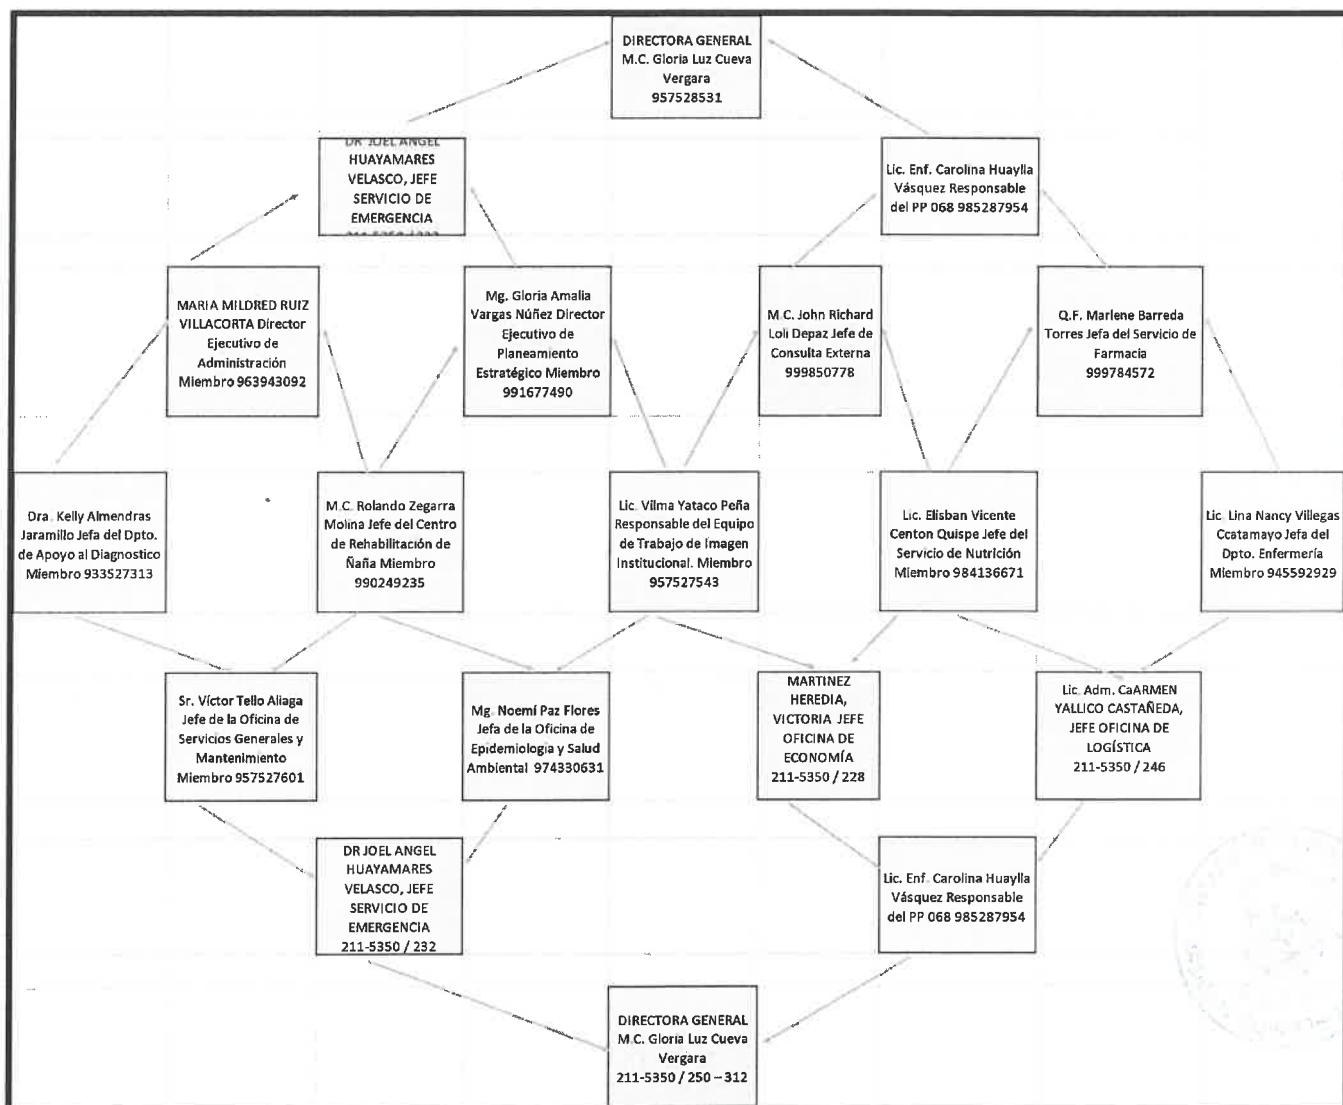 DIRECTORA GENERAL
M.C. Gloria Luz Cueva
Vergara
957528531
DR JOEL ANGEL
HUAYAMARES
VELASCO, JEFE
SERVICIO DE
EMERGENCIA
211-5350 / 232
Lic. Enf. Carolina Huaylla
Vásquez Responsable
del PP 068 985287954
MARIA MILDRED RUIZ
VILLACORTA Director
Ejecutivo de
Administración
Miembro 963943092
Mg. Gloria Amalia
Vargas Núñez Director
Ejecutivo de
Planeamiento
Estratégico Miembro
991677490
M.C. John Richard
Loli Depaz Jefe de
Consulta Externa
999850778
Q.F. Marlene Barreda
Torres Jefa del Servicio de
Farmacia
999784572
Dra. Kelly Almendras
Jaramillo Jefa del Dpto.
de Apoyo al Diagnostico
Miembro 933527313
M.C. Rolando Zegarra
Molina Jefe del Centro
de Rehabilitación de
Ñaña Miembro
990249235
Lic. Vilma Yataco Peña
Responsable del Equipo
de Trabajo de Imagen
Institucional. Miembro
957527543
Lic. Elisban Vicente
Centon Quispe Jefe del
Servicio de Nutrición
Miembro 984136671
Lic. Lina Nancy Villegas
Ccatamayo Jefa del
Dpto. Enfermería
Miembro 945592929
Sr. Víctor Tello Aliaga
Jefe de la Oficina de
Servicios Generales y
Mantenimiento
Miembro 957527601
Mg. Noemí Paz Flores
Jefa de la Oficina de
Epidemiología y Salud
Ambiental 974330631
MARTINEZ
HEREDIA,
VICTORIA JEFE
OFICINA DE
ECONOMÍA
211-5350 / 228
Lic. Adm. CaARMEN
YALLICO CASTAÑEDA,
JEFE OFICINA DE
LOGÍSTICA
211-5350 / 246
DR JOEL ANGEL
HUAYAMARES
VELASCO, JEFE
SERVICIO DE
EMERGENCIA
211-5350 / 232
Lic. Enf. Carolina Huaylla
Vásquez Responsable
del PP 068 985287954
DIRECTORA GENERAL
M.C. Gloria Luz Cueva
Vergara
211-5350 / 250 – 312